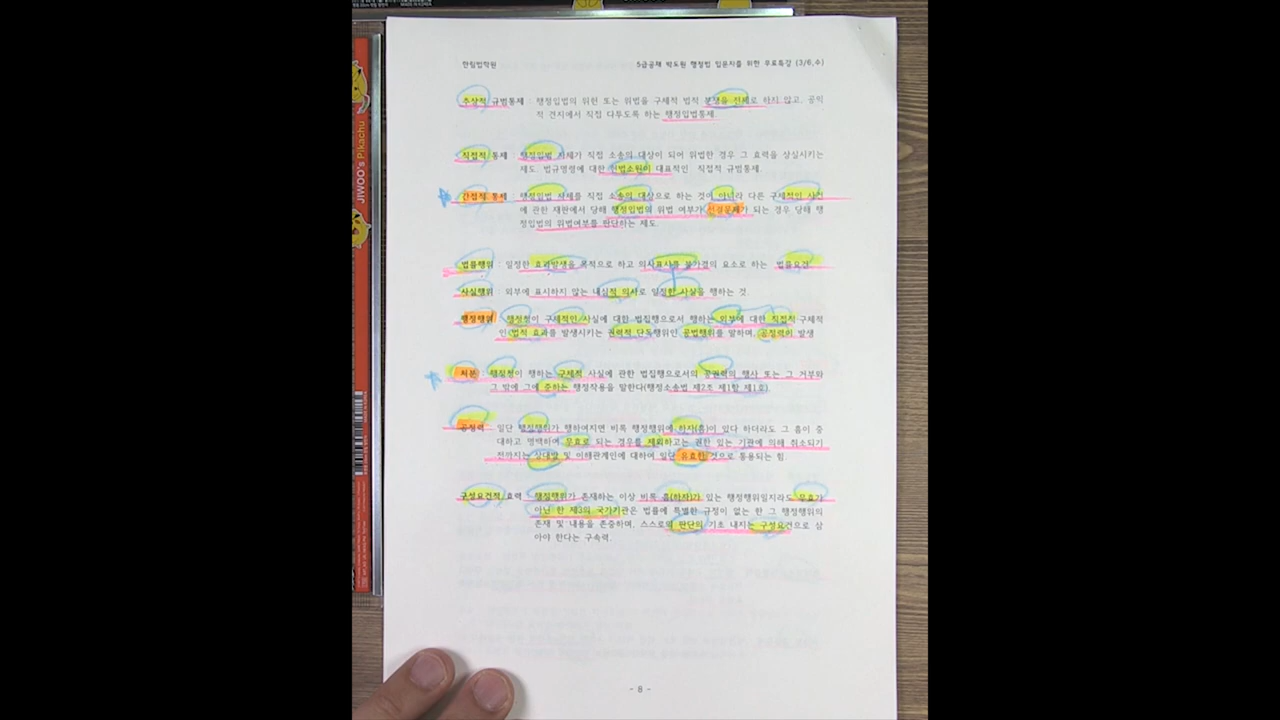 JIWOO's Pikachu
한림법학원 5급공채 박도원 행정법 입문자를 위한 무료특강 (3/6,수)
추상적 규범통제 : 행정입법의 위헌 또는 위법을 구체적 법적 분쟁을 전제로 하지 않고, 공익
적 견지에서 직접 다투도록 하는 행정입법통제.
직접적 통제 : 행정입법 자체가 직접 소송의 대상이 되어 위법한 경우 그 효력을 상실시키는
제도. 법규명령에 대한 헌법소원이 대표적인 직접적 규범통제.
간접적 통제 : 행정입법 자체를 직접 소송의 대상으로 하는 것이 아니라 다른 구체적인 사건
에 관한 재판에서 당해 행정입법의 위법 여부가 선결문제가 되는 경우 당해 행
정입법의 위법여부를 판단하는 제도.
법률행위 : 일정한 효과발생을 목적으로 하고 의사표시를 불가결의 요소로 하는 법률요건
사실행위 : 외부에 표시하지 않는 내심적 의사로 일정한 사실을 행하는 것.
행정행위 : 행정청이 구체적인 사실에 대한 법집행으로서 행하는 외부에 대한 직접적 구체적
인 법적 효과를 발생시키는 권력적 단독행위인 공법행위를 말하며, 공정력이 발생
처분 : 행정청이 행하는 구체적 사실에 관한 법집행으로서의 공권력의 행사 또는 그 거부와
그 밖에 그에 준하는 행정작용을 말한다(행정소송법 제2조 제1항 제1호).
공정력 : 일단 행정행위가 행하여지면 비록 행정행위에 하자(흠)이 있다 하더라도 그 흠이 중
대하고 명백하여 무효로 되는 경우를 제외하고는 권한 있는 기관에 의해 취소되기
전까지는 상대방 및 이해관계인에 대하여 일단 유효한 것으로 통용되는 힘.
구성요건적 효력 : 행정행위가 존재하는 이상 비록 흠(하자)가 있는 행정행위일지라도 무효가
아닌 한 제3의 국가기관은 법률에 특별한 규정이 없는 한 그 행정행위의
존재 및 내용을 존중하며, 스스로의 판단의 기초 내지는 구성요건으로 삼
아야 한다는 구속력.
- 8 -